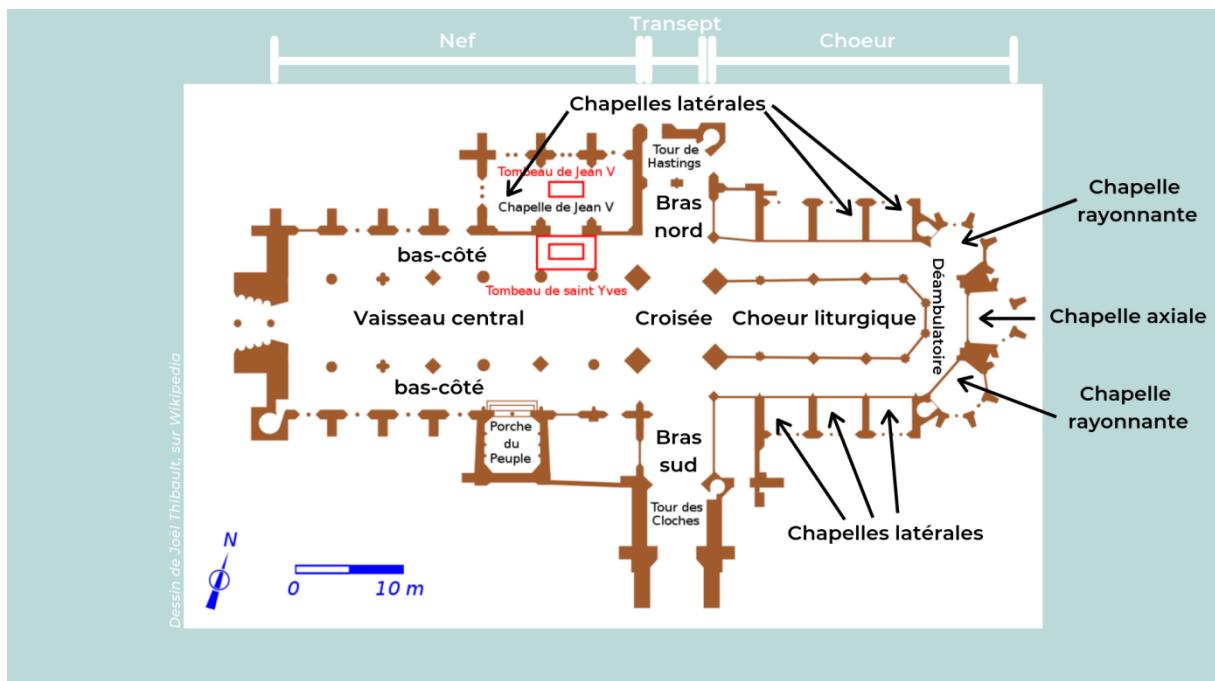 Transept
Nef
Choeur
Chapelles latérales
Tour de
Hastings
Tombeau de Jean V
Chapelle de Jean V
Bras
nord
Chapelle
rayonnante
bas-côté
Tombeau de saint Yves
Déambulatoire
Vaisseau central
Croisée
Choeur liturgique
Chapelle axiale
bas-côté
Chapelle
rayonnante
Porche
du
Peuple
Bras
sud
Tour des
Cloches
Chapelles latérales
N
0 10 m
Dessin de Joël Thibault, sur Wikipedia